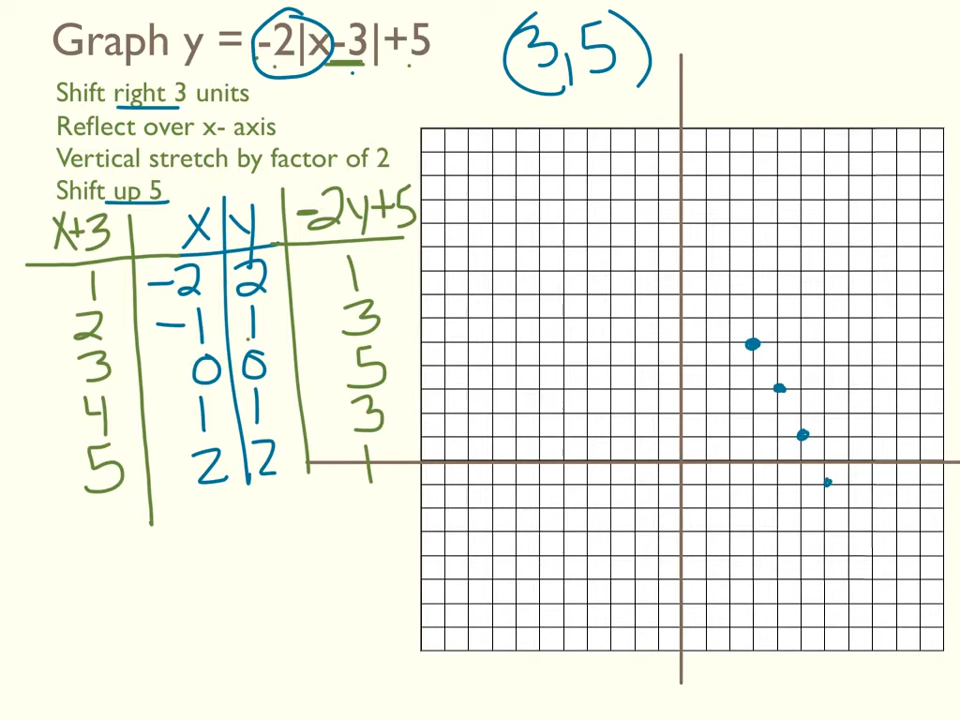 Graph y = -2|x-3|+5
(3,5)
Shift right 3 units
Reflect over x- axis
Vertical stretch by factor of 2
Shift up 5
x+3 x y -2y+5
1 -2 2 1
2 -1 1 3
3 0 0 5
4 1 1 3
5 2 2 1